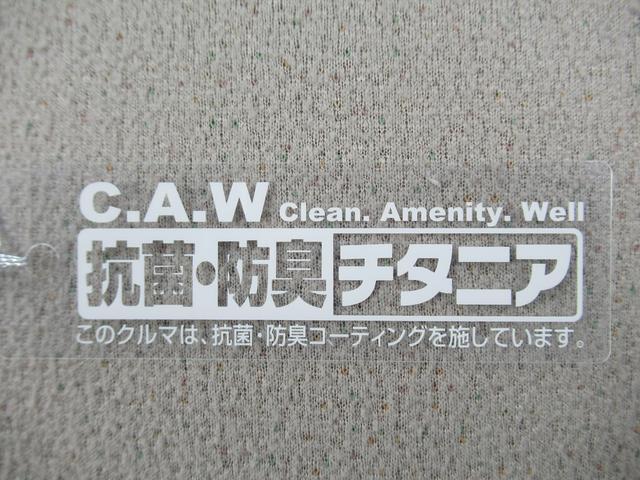 C.A.W Clean. Amenity. Well
抗菌・防臭チタニア
このクルマは、抗菌・防臭コーティングを施しています。